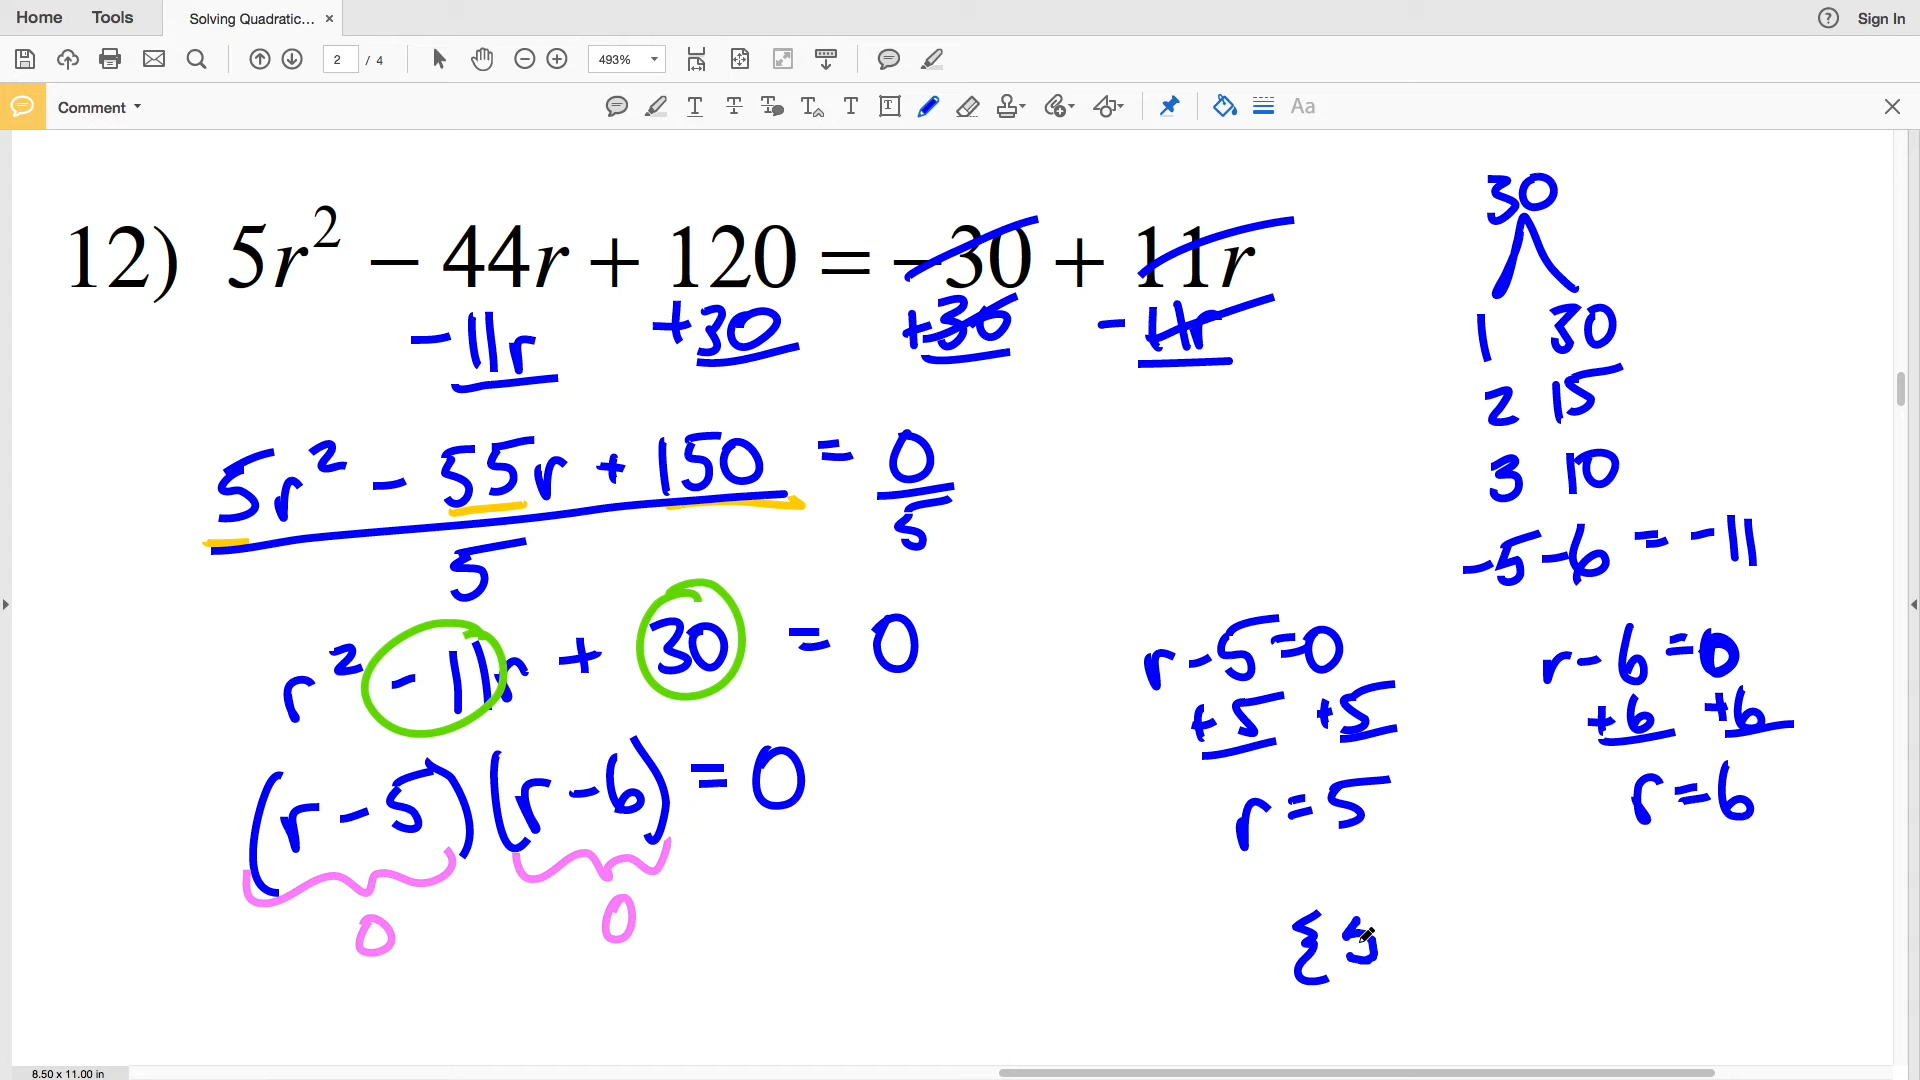 Home Tools Solving Quadratic... × Sign In
2 / 4 493%
Comment Aa
12) 5r² − 44r + 120 = −30 + 11r
-11r +30 +30 - 11r
5r² - 55r + 150 = 0
5 5
r² - 11r + 30 = 0
(r - 5)(r - 6) = 0
0 0
30
1 30
2 15
3 10
-5 -6 = -11
r - 5 = 0
+5 +5
r = 5
r - 6 = 0
+6 +6
r = 6
{ 5
8.50 x 11.00 in